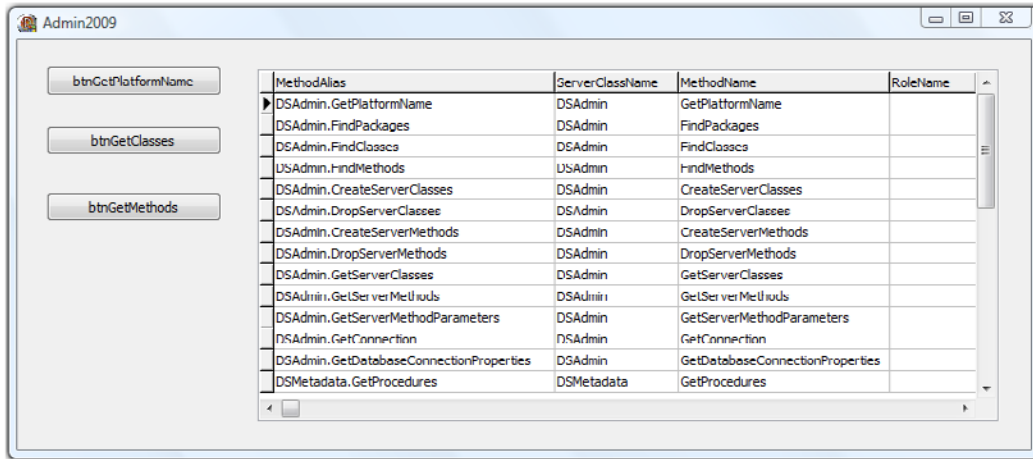 Admin2009
btnGetPlatformName
btnGetClasses
btnGetMethods
MethodAlias ServerClassName MethodName RoleName
DSAdmin.GetPlatformName DSAdmin GetPlatformName
DSAdmin.FindPackages DSAdmin FindPackages
DSAdmin.FindClasses DSAdmin FindClasses
DSAdmin.FindMethods DSAdmin FindMethods
DSAdmin.CreateServerClasses DSAdmin CreateServerClasses
DSAdmin.DropServerClasses DSAdmin DropServerClasses
DSAdmin.CreateServerMethods DSAdmin CreateServerMethods
DSAdmin.DropServerMethods DSAdmin DropServerMethods
DSAdmin.GetServerClasses DSAdmin GetServerClasses
DSAdmin.GetServerMethods DSAdmin GetServerMethods
DSAdmin.GetServerMethodParameters DSAdmin GetServerMethodParameters
DSAdmin.GetConnection DSAdmin GetConnection
DSAdmin.GetDatabaseConnectionProperties DSAdmin GetDatabaseConnectionProperties
DSMetadata.GetProcedures DSMetadata GetProcedures